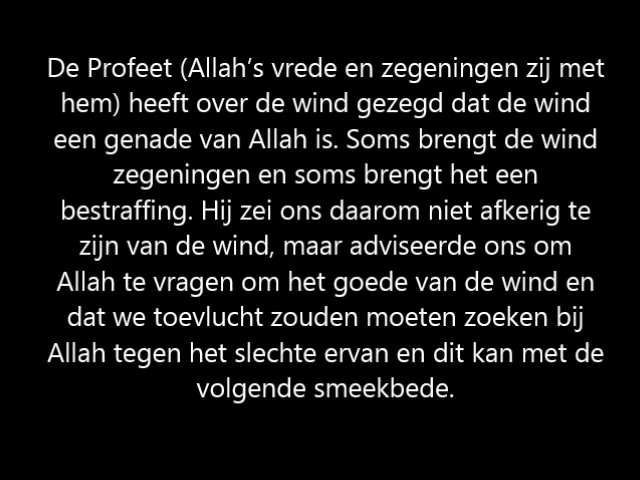 De Profeet (Allah’s vrede en zegeningen zij met
hem) heeft over de wind gezegd dat de wind
een genade van Allah is. Soms brengt de wind
zegeningen en soms brengt het een
bestraffing. Hij zei ons daarom niet afkerig te
zijn van de wind, maar adviseerde ons om
Allah te vragen om het goede van de wind en
dat we toevlucht zouden moeten zoeken bij
Allah tegen het slechte ervan en dit kan met de
volgende smeekbede.